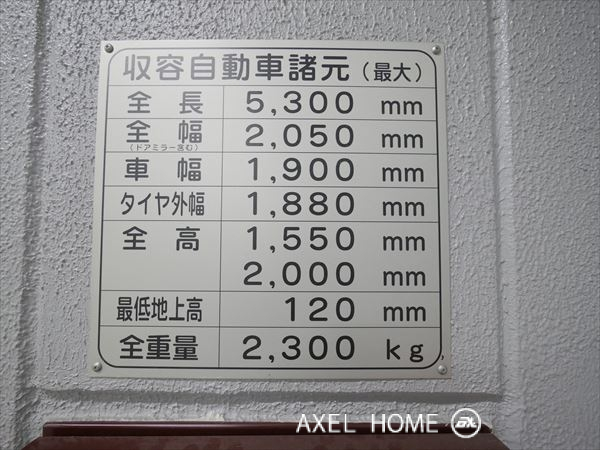 収容自動車諸元（最大）
全長 5,300 mm
全幅 2,050 mm
（ドアミラー含む）
車幅 1,900 mm
タイヤ外幅 1,880 mm
全高 1,550 mm
2,000 mm
最低地上高 120 mm
全重量 2,300 kg
AXEL HOME